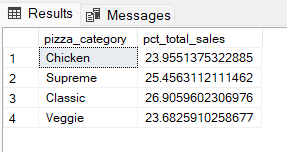 Results Messages
pizza_category pct_total_sales
1 Chicken 23.9551375322885
2 Supreme 25.4563112111462
3 Classic 26.9059602306976
4 Veggie 23.6825910258677